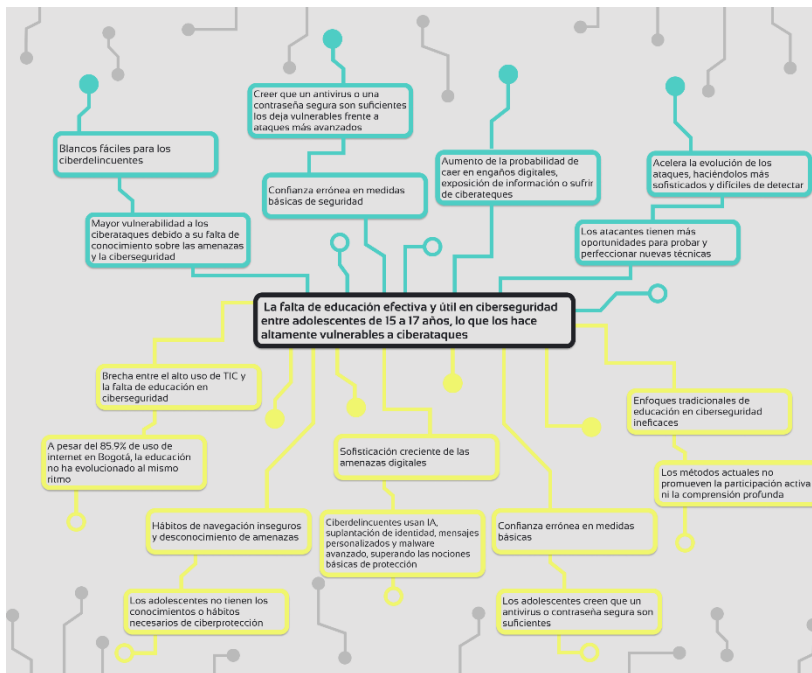 Creer que un antivirus o una
contraseña segura son suficientes
los deja vulnerables frente a
ataques más avanzados
Blancos fáciles para los
ciberdelincuentes
Aumento de la probabilidad de
caer en engaños digitales,
exposición de información o sufrir
de ciberateques
Acelera la evolución de los
ataques, haciéndolos más
sofisticados y difíciles de detectar
Confianza errónea en medidas
básicas de seguridad
Mayor vulnerabilidad a los
ciberataques debido a su falta de
conocimiento sobre las amenazas
y la ciberseguridad
Los atacantes tienen más
oportunidades para probar y
perfeccionar nuevas técnicas
La falta de educación efectiva y útil en ciberseguridad
entre adolescentes de 15 a 17 años, lo que los hace
altamente vulnerables a ciberataques
Brecha entre el alto uso de TIC y
la falta de educación en
ciberseguridad
Enfoques tradicionales de
educación en ciberseguridad
ineficaces
A pesar del 85.9% de uso de
internet en Bogotá, la educación
no ha evolucionado al mismo
ritmo
Sofisticación creciente de las
amenazas digitales
Los métodos actuales no
promueven la participación activa
ni la comprensión profunda
Hábitos de navegación inseguros
y desconocimiento de amenazas
Ciberdelincuentes usan IA,
suplantación de identidad, mensajes
personalizados y malware
avanzado, superando las nociones
básicas de protección
Confianza errónea en medidas
básicas
Los adolescentes no tienen los
conocimientos o hábitos
necesarios de ciberprotección
Los adolescentes creen que un
antivirus o contraseña segura son
suficientes